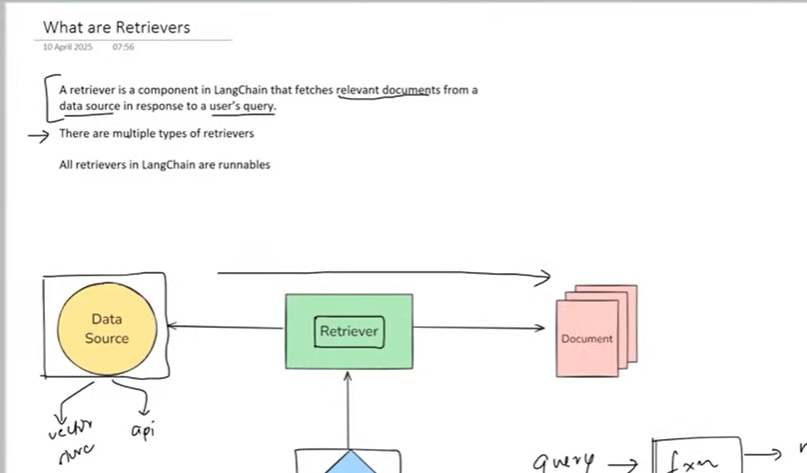 What are Retrievers
10 April 2025 07:56
A retriever is a component in LangChain that fetches relevant documents from a
data source in response to a user's query.
There are multiple types of retrievers
All retrievers in LangChain are runnables
Data
Source
Retriever
Document
vector
api
query
fxn